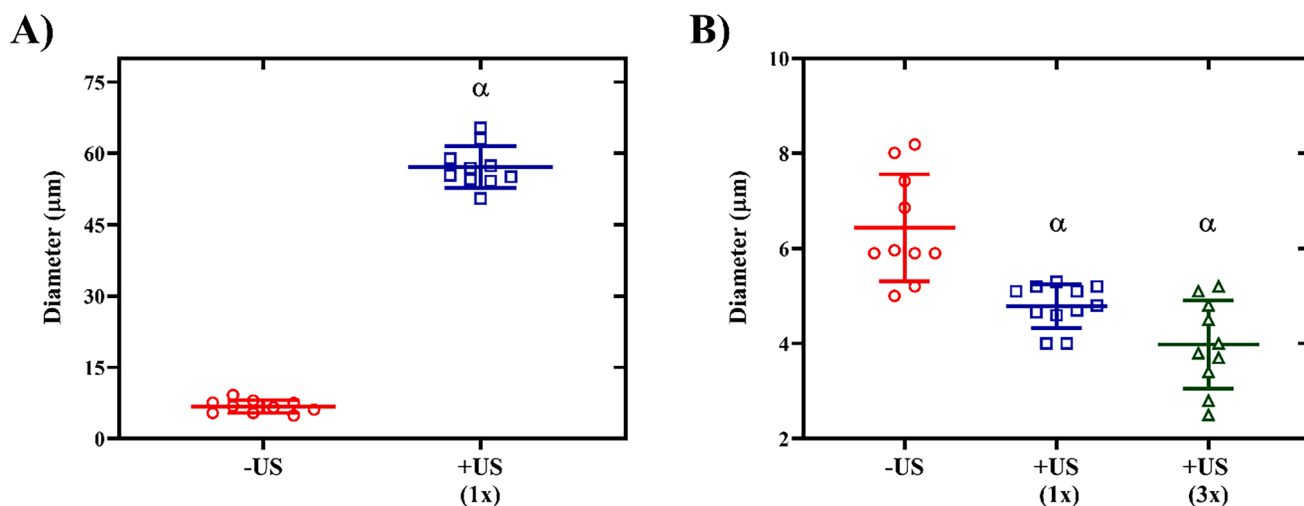 A)
Diameter (μm)
75
60
45
30
15
0
α
-US
+US
(1x)
B)
Diameter (μm)
10
8
6
4
2
α
α
-US
+US
(1x)
+US
(3x)